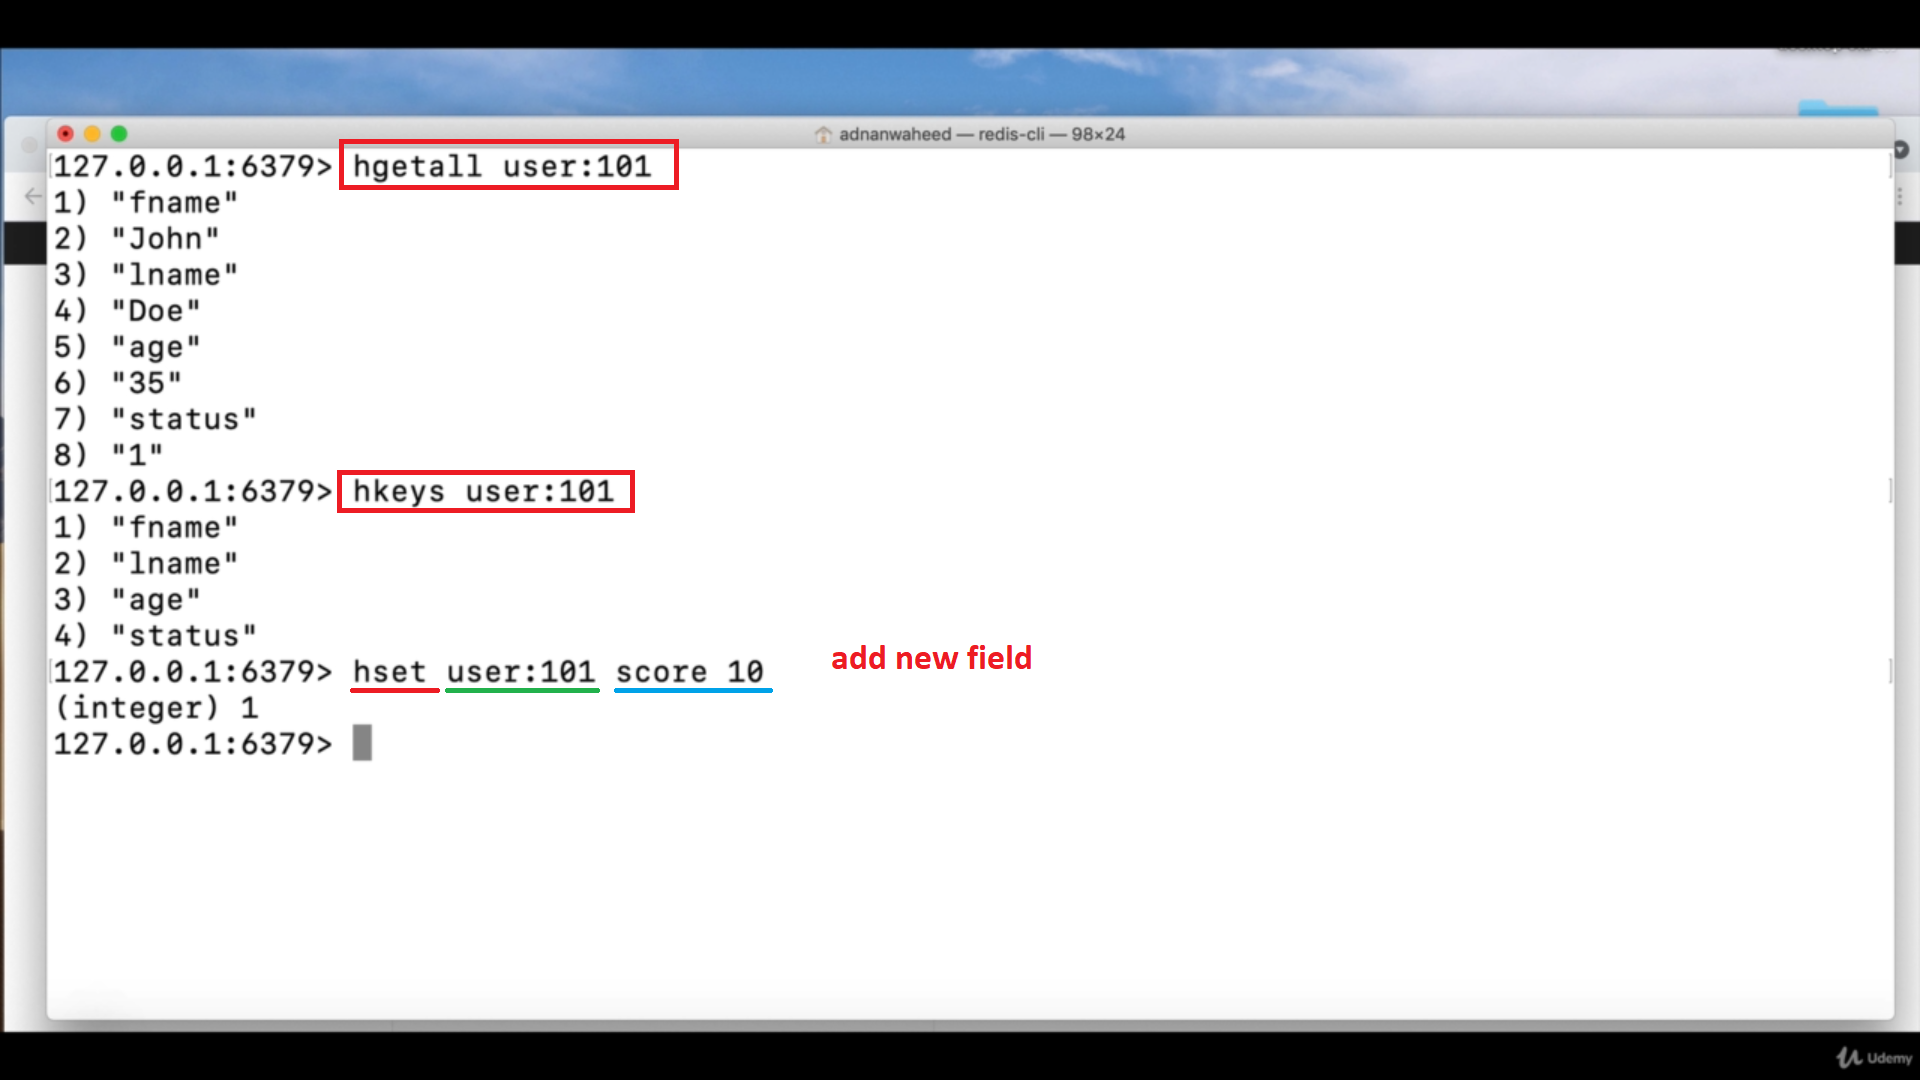 adnanwaheed — redis-cli — 98×24
127.0.0.1:6379> hgetall user:101
1) "fname"
2) "John"
3) "lname"
4) "Doe"
5) "age"
6) "35"
7) "status"
8) "1"
127.0.0.1:6379> hkeys user:101
1) "fname"
2) "lname"
3) "age"
4) "status"
127.0.0.1:6379> hset user:101 score 10
add new field
(integer) 1
127.0.0.1:6379>
Udemy